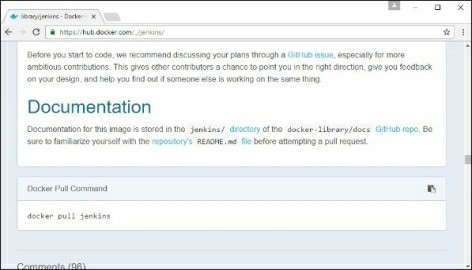 library/jenkins - Docker
https://hub.docker.com/_/jenkins/
Before you start to code, we recommend discussing your plans through a GitHub issue, especially for more
ambitious contributions. This gives other contributors a chance to point you in the right direction, give you feedback
on your design, and help you find out if someone else is working on the same thing.
Documentation
Documentation for this image is stored in the jenkins/ directory of the docker-library/docs GitHub repo. Be
sure to familiarize yourself with the repository's README.md file before attempting a pull request.
Docker Pull Command
docker pull jenkins
Comments (96)